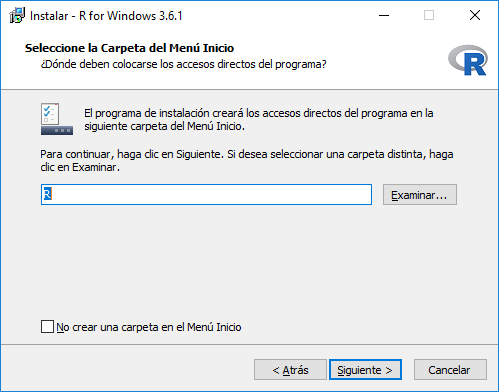 Instalar - R for Windows 3.6.1
Seleccione la Carpeta del Menú Inicio
¿Dónde deben colocarse los accesos directos del programa?
R
El programa de instalación creará los accesos directos del programa en la
siguiente carpeta del Menú Inicio.
Para continuar, haga clic en Siguiente. Si desea seleccionar una carpeta distinta, haga
clic en Examinar.
R
Examinar...
No crear una carpeta en el Menú Inicio
< Atrás
Siguiente >
Cancelar